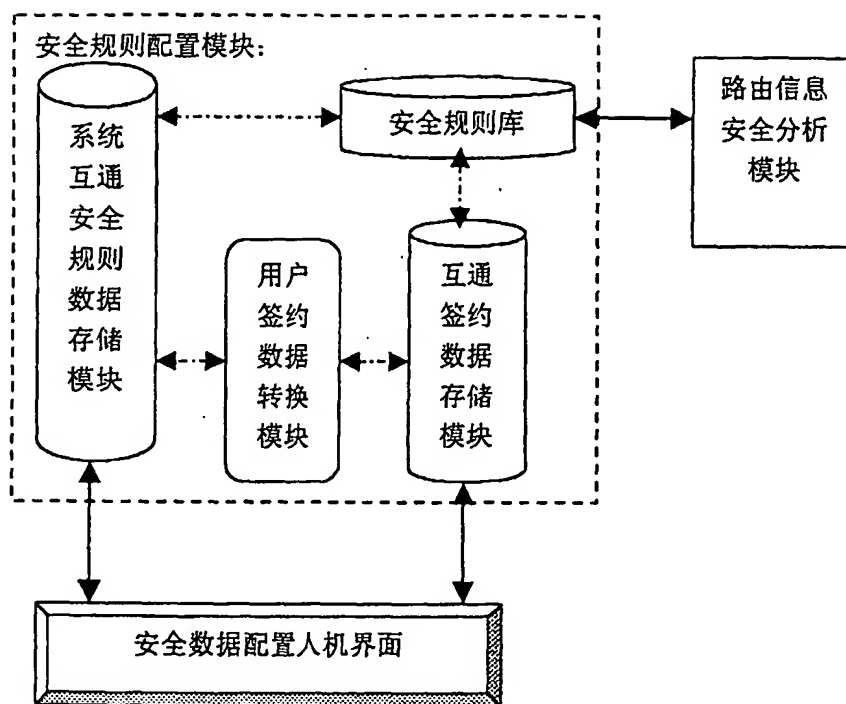 安全规则配置模块：
系统
互通
安全
规则
数据
存储
模块
安全规则库
路由信息
安全分析
模块
用户
签约
数据
转换
模块
互通
签约
数据
存储
模块
安全数据配置人机界面